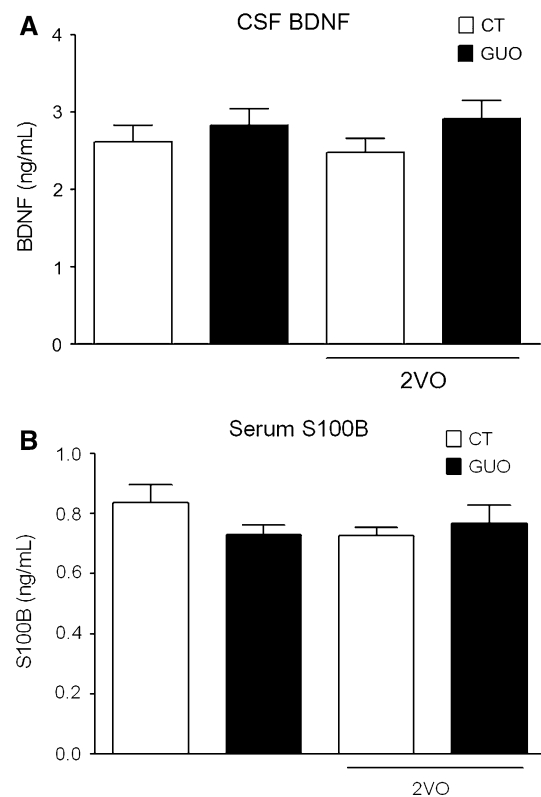 A
CSF BDNF
CT
GUO
BDNF (ng/mL)
4
3
2
1
0
2VO
B
Serum S100B
CT
GUO
S100B (ng/mL)
1.0
0.8
0.6
0.4
0.2
0.0
2VO